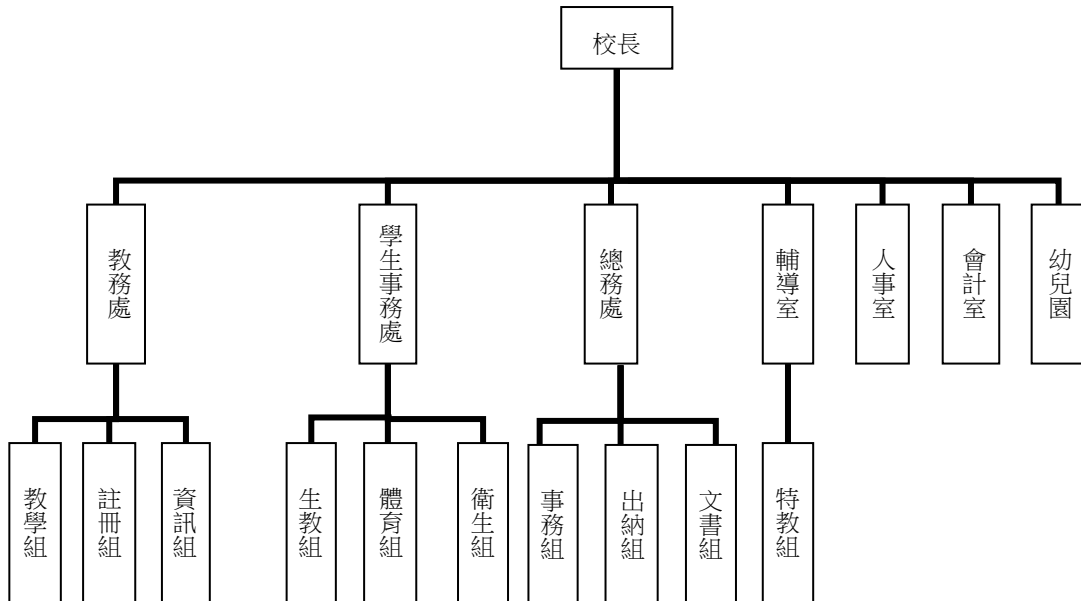 校長
教務處
學生事務處
總務處
輔導室
人事室
會計室
幼兒園
教學組
註冊組
資訊組
生教組
體育組
衛生組
事務組
出納組
文書組
特教組